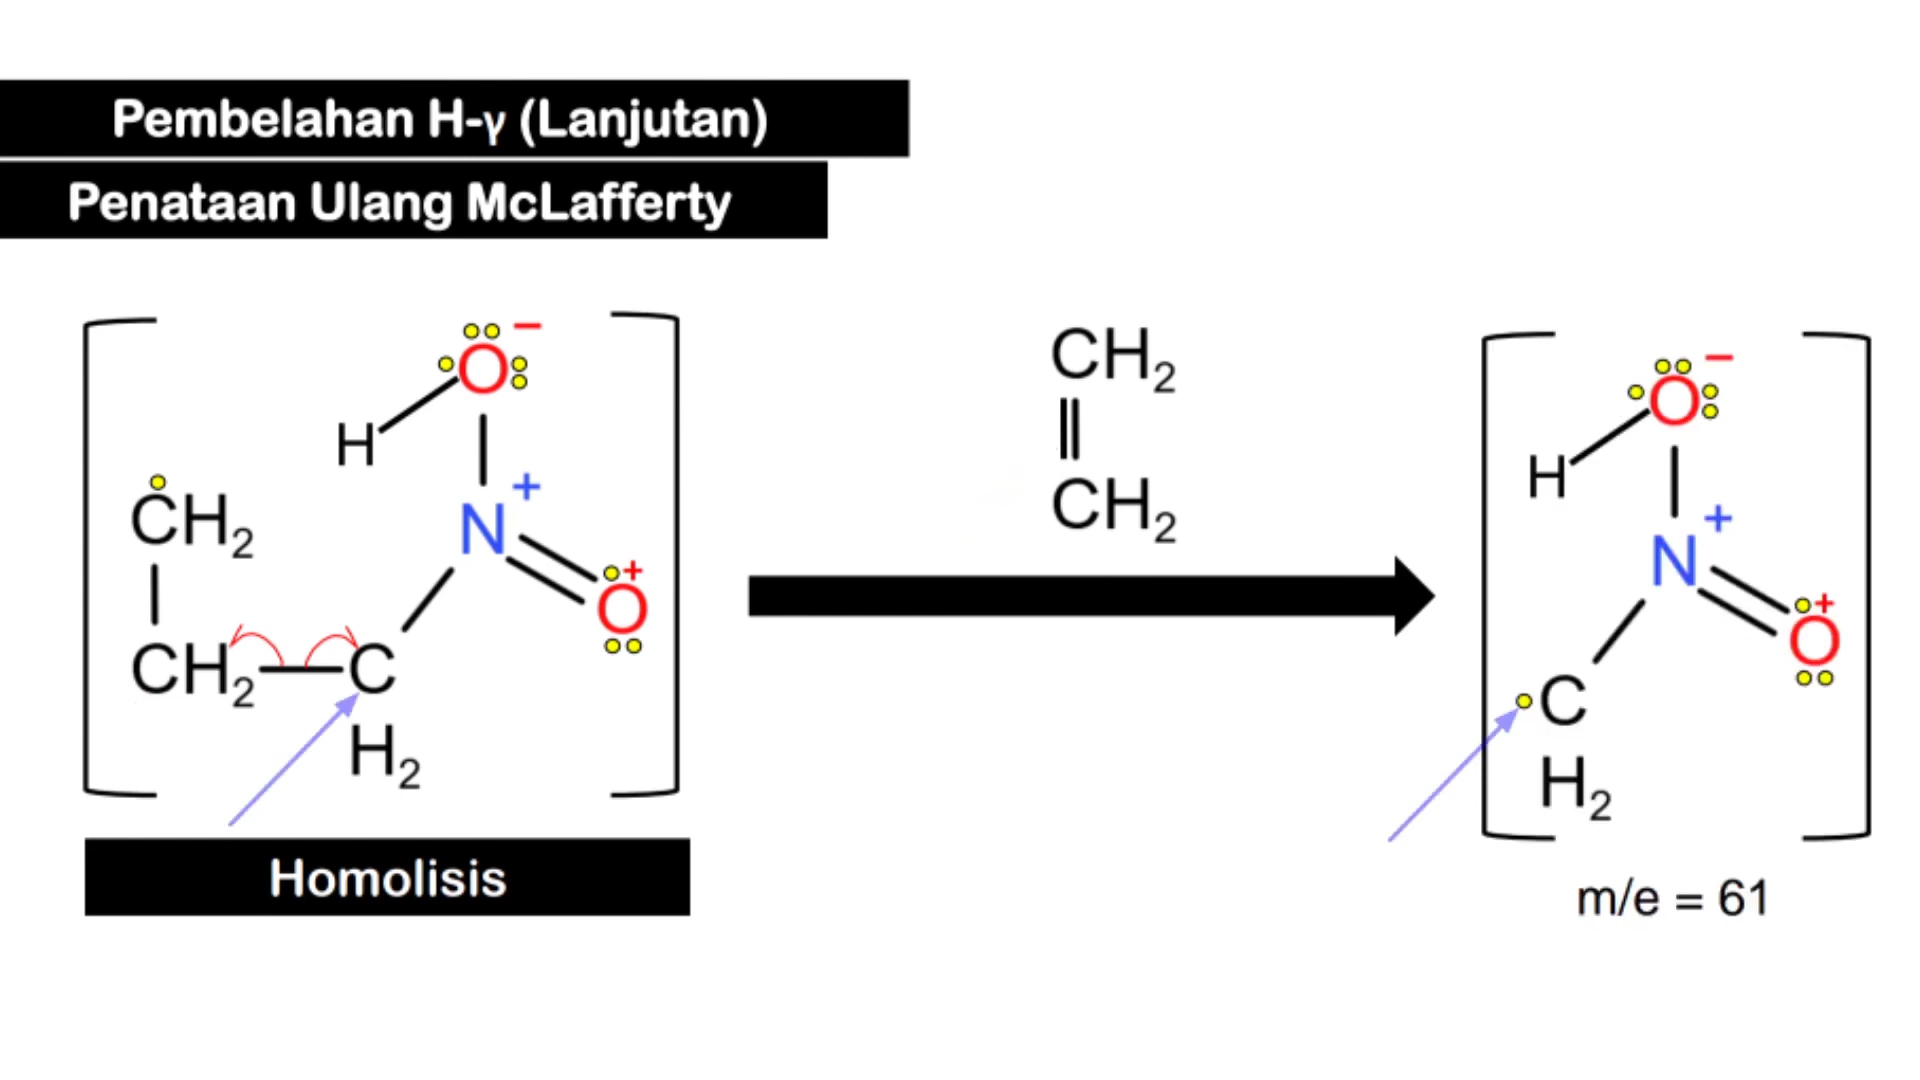 Pembelahan H-γ (Lanjutan)
Penataan Ulang McLafferty
O −
H
N +
O +
CH2
CH2
C
H2
Homolisis
CH2
CH2
O −
H
N +
O +
C
H2
m/e = 61